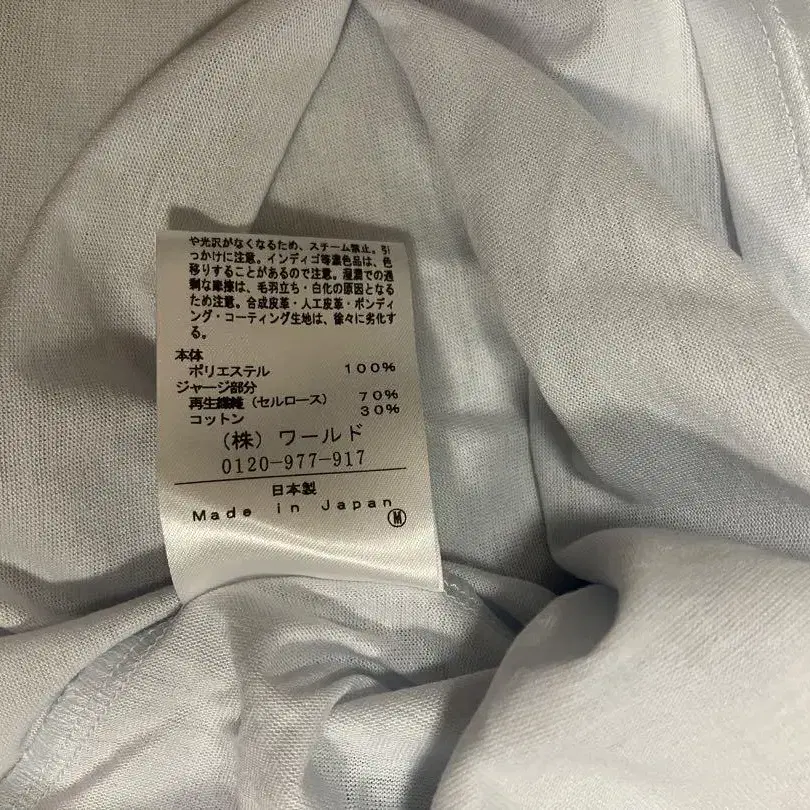 や光沢がなくなるため、スチーム禁止。引
っかけに注意。インディゴ等濃色品は、色
移りすることがあるので注意。湿潤での過
剰な摩擦は、毛羽立ち・白化の原因となる
ため注意。合成皮革・人工皮革・ボンディ
ング・コーティング生地は、徐々に劣化す
る。
本体
ポリエステル 100%
ジャージ部分
再生繊維（セルロース） 70%
コットン 30%
（株）ワールド
0120-977-917
日本製
Made in Japan
Ⓜ